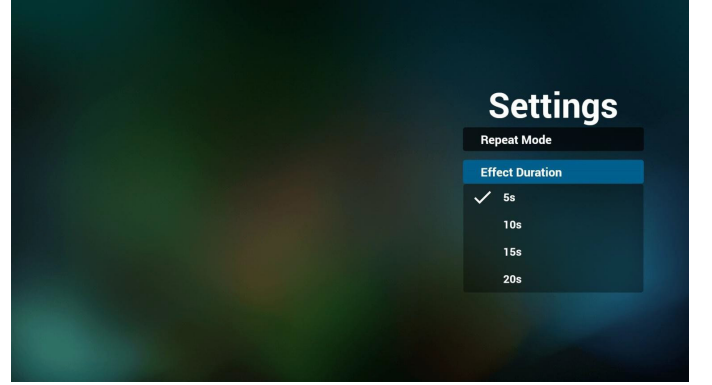 Settings
Repeat Mode
Effect Duration
5s
10s
15s
20s